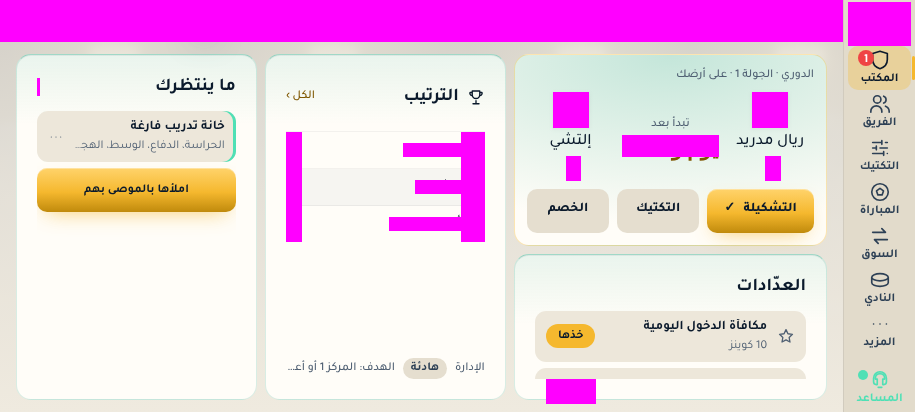 1
المكتب
الفريق
التكتيك
المباراة
السوق
النادي
...
المزيد
المساعد
الدوري · الجولة 1 · على أرضك
ريال مدريد
تبدأ بعد
إلتشي
التشكيلة ✓
التكتيك
الخصم
العدّادات
مكافأة الدخول اليومية
10 كوينز
خذها
الترتيب
الكل ›
الإدارة
هادئة
الهدف: المركز 1 أو أعـ...
ما ينتظرك
خانة تدريب فارغة
الحراسة، الدفاع، الوسط، الهجـ...
...
املأها بالموصى بهم